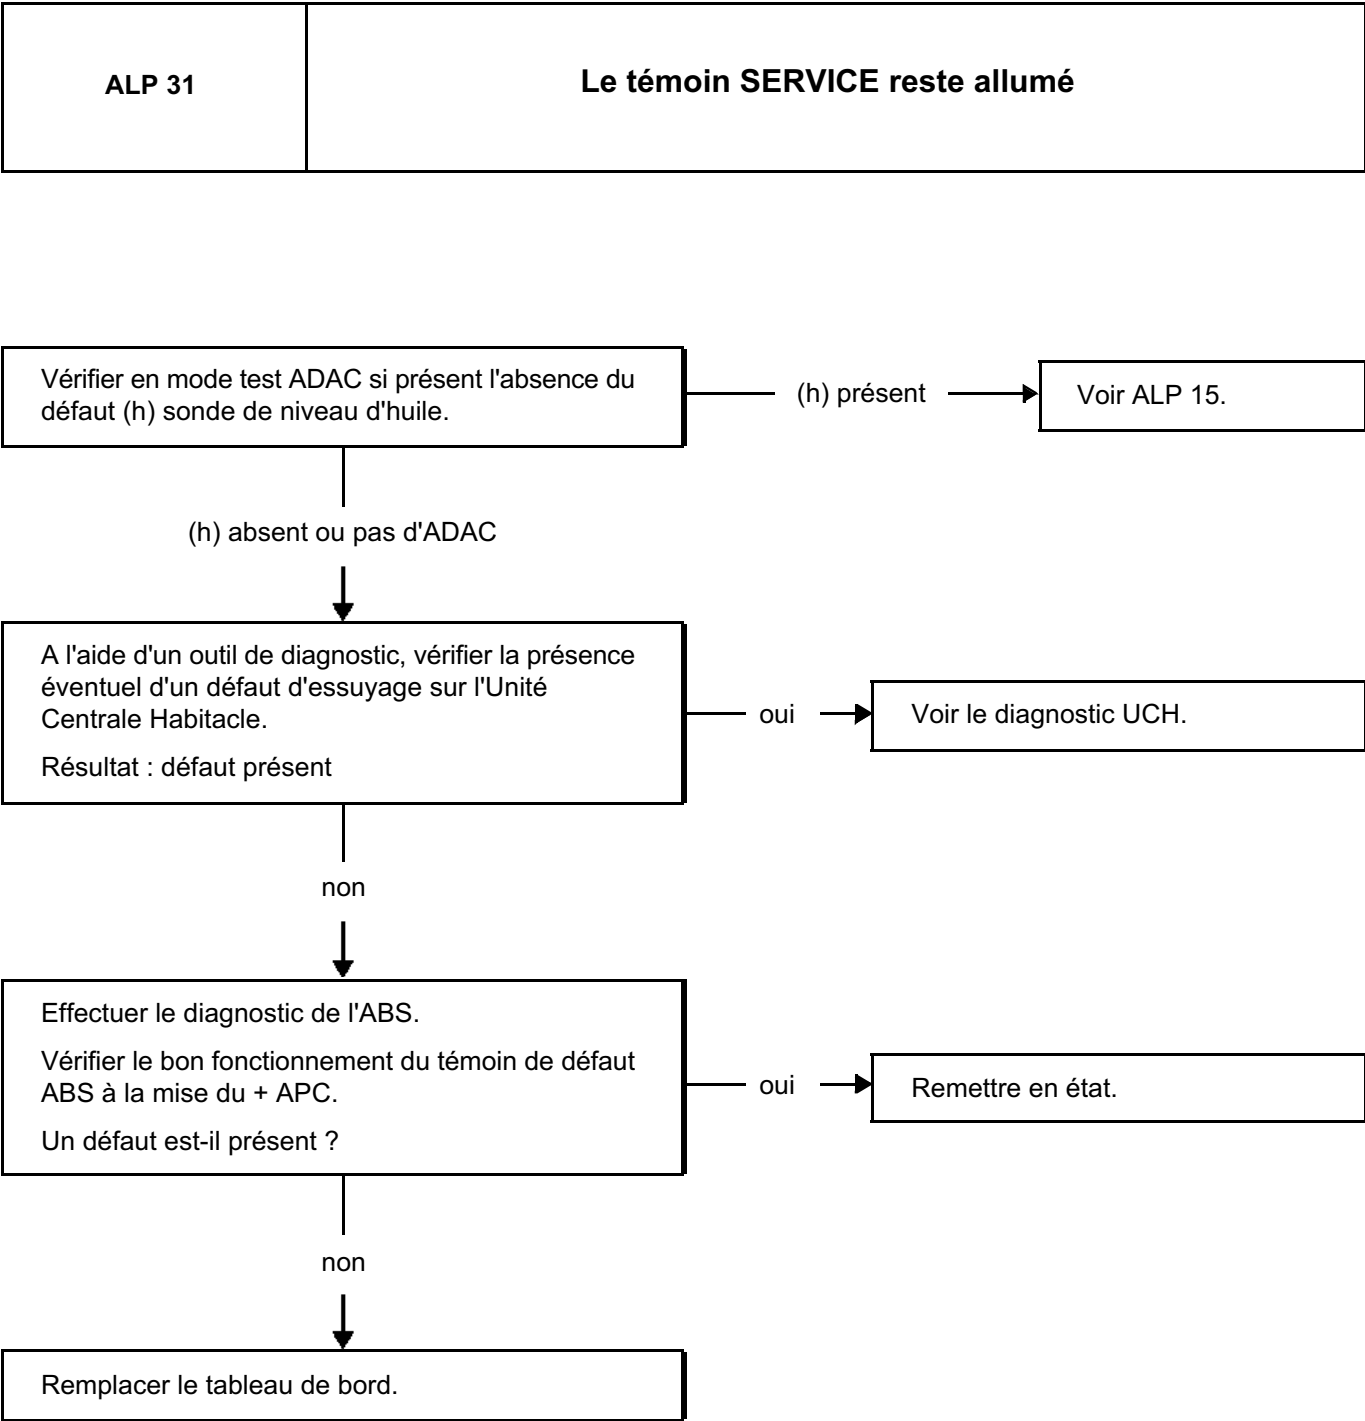 ALP 31
Le témoin SERVICE reste allumé
Vérifier en mode test ADAC si présent l'absence du
défaut (h) sonde de niveau d'huile.
(h) présent
Voir ALP 15.
(h) absent ou pas d'ADAC
A l'aide d'un outil de diagnostic, vérifier la présence
éventuel d'un défaut d'essuyage sur l'Unité
Centrale Habitacle.
Résultat : défaut présent
oui
Voir le diagnostic UCH.
non
Effectuer le diagnostic de l'ABS.
Vérifier le bon fonctionnement du témoin de défaut
ABS à la mise du + APC.
Un défaut est-il présent ?
oui
Remettre en état.
non
Remplacer le tableau de bord.